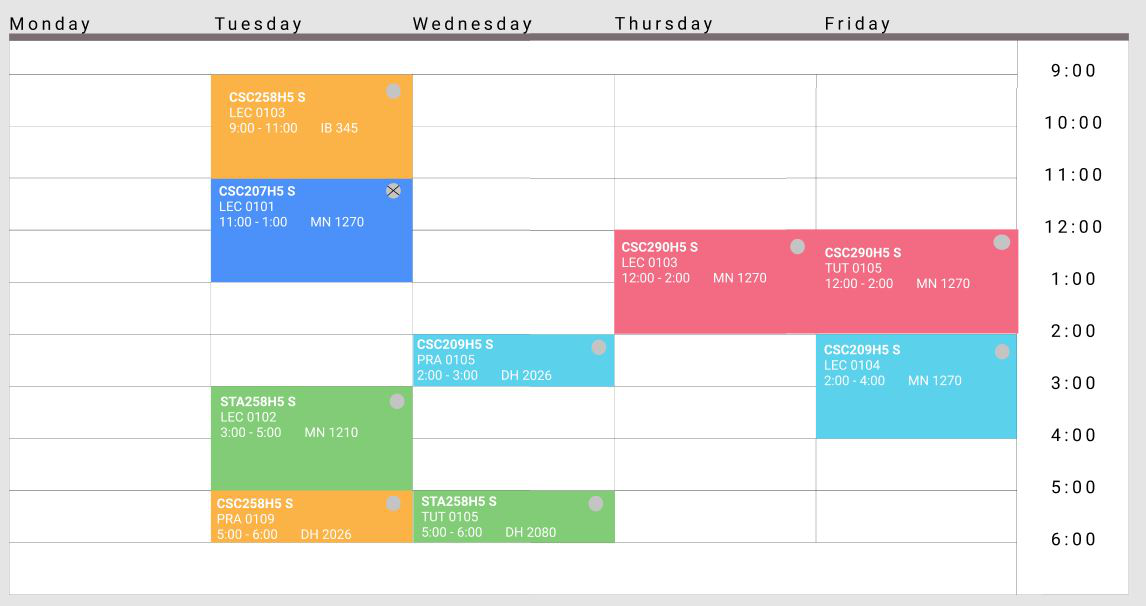 Monday Tuesday Wednesday Thursday Friday
9:00
CSC258H5 S
LEC 0103
9:00 - 11:00 IB 345
10:00
11:00
CSC207H5 S
LEC 0101
11:00 - 1:00 MN 1270
12:00
CSC290H5 S
LEC 0103
12:00 - 2:00 MN 1270
CSC290H5 S
TUT 0105
12:00 - 2:00 MN 1270
1:00
2:00
CSC209H5 S
PRA 0105
2:00 - 3:00 DH 2026
CSC209H5 S
LEC 0104
2:00 - 4:00 MN 1270
3:00
STA258H5 S
LEC 0102
3:00 - 5:00 MN 1210
4:00
5:00
CSC258H5 S
PRA 0109
5:00 - 6:00 DH 2026
STA258H5 S
TUT 0105
5:00 - 6:00 DH 2080
6:00